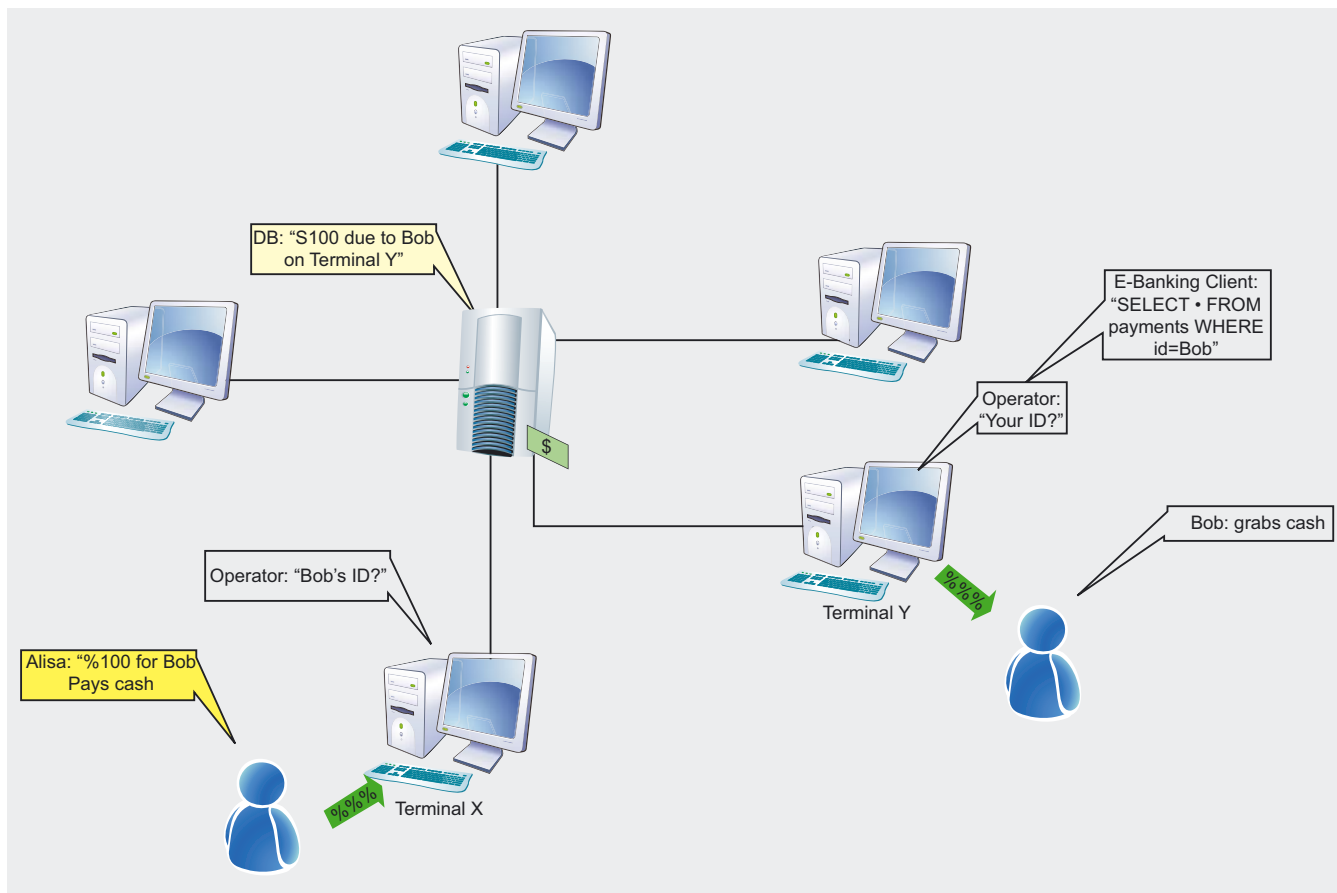 DB: “S100 due to Bob
on Terminal Y”
E-Banking Client:
“SELECT • FROM
payments WHERE
id=Bob”
Operator:
“Your ID?”
$
Bob: grabs cash
Operator: “Bob’s ID?”
%%%
Terminal Y
Alisa: “%100 for Bob
Pays cash
%%%
Terminal X